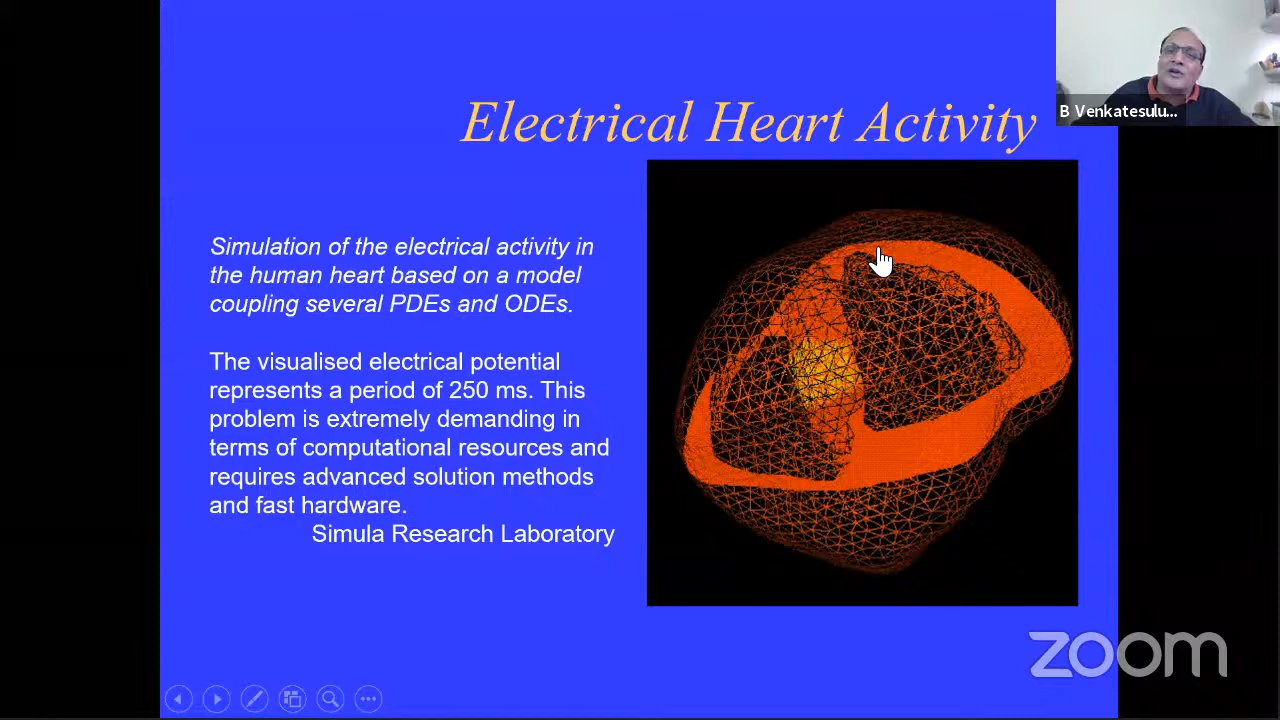 Electrical Heart Activity
B Venkatesulu...
Simulation of the electrical activity in
the human heart based on a model
coupling several PDEs and ODEs.
The visualised electrical potential
represents a period of 250 ms. This
problem is extremely demanding in
terms of computational resources and
requires advanced solution methods
and fast hardware.
Simula Research Laboratory
zoom